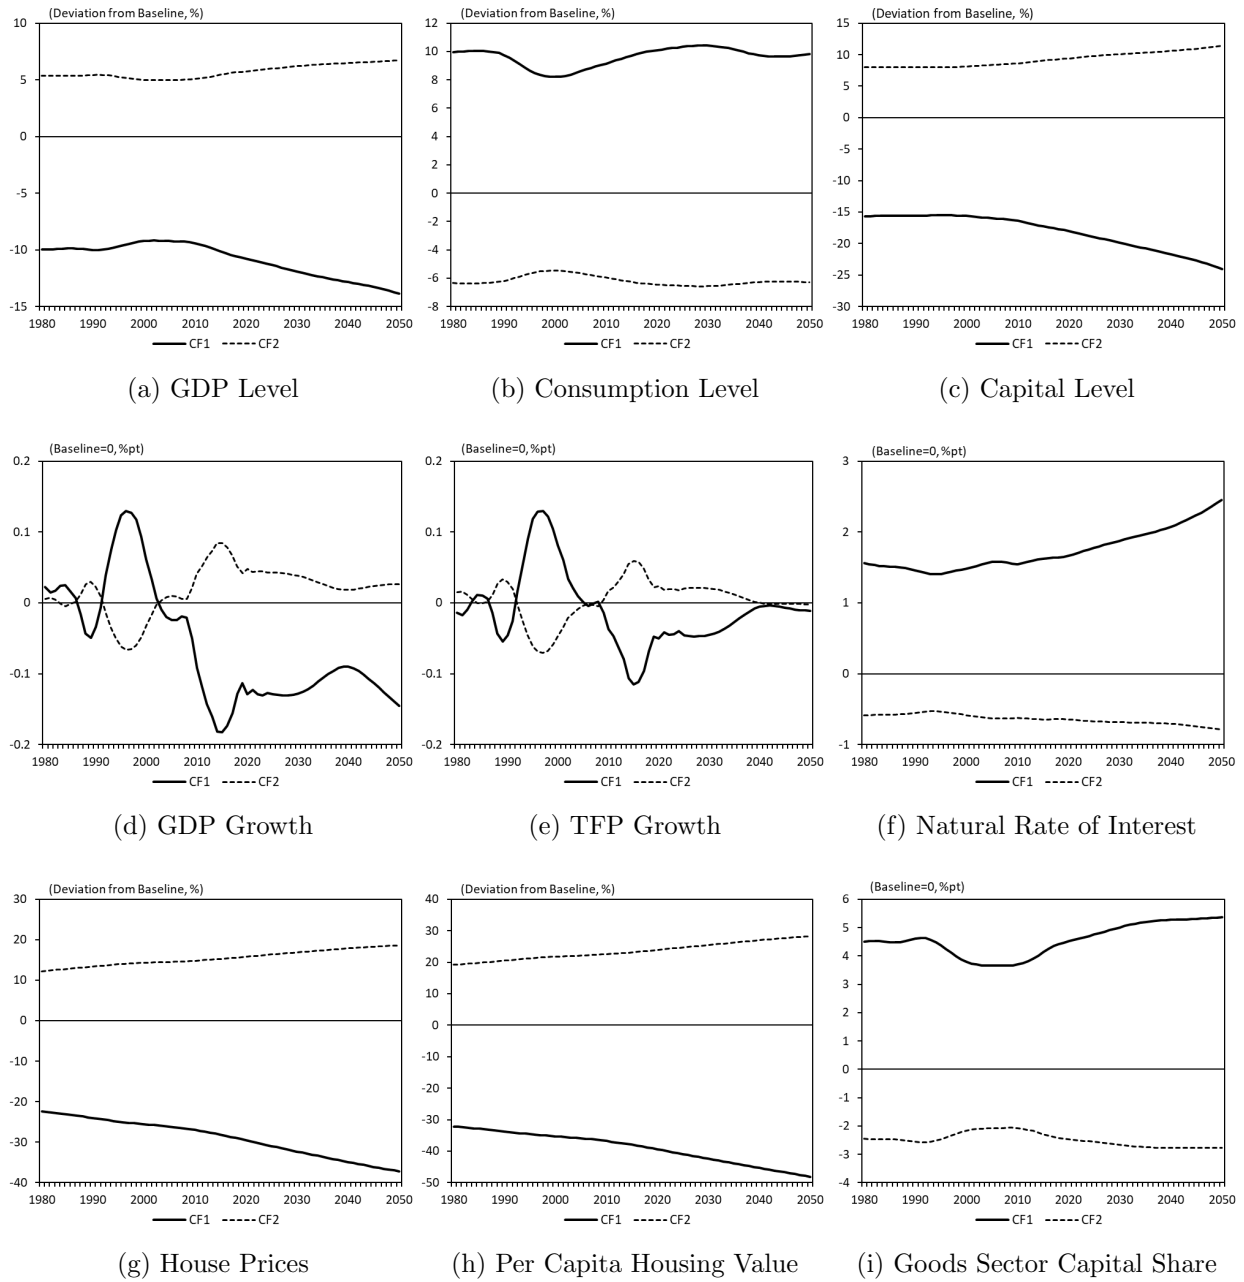 (Deviation from Baseline, %)
10
5
0
-5
-10
-15
1980 1990 2000 2010 2020 2030 2040 2050
CF1 CF2
(a) GDP Level
(Deviation from Baseline, %)
12
10
8
6
4
2
0
-2
-4
-6
-8
1980 1990 2000 2010 2020 2030 2040 2050
CF1 CF2
(b) Consumption Level
(Deviation from Baseline, %)
15
10
5
0
-5
-10
-15
-20
-25
-30
1980 1990 2000 2010 2020 2030 2040 2050
CF1 CF2
(c) Capital Level
(Baseline=0, %pt)
0.2
0.1
0
-0.1
-0.2
1980 1990 2000 2010 2020 2030 2040 2050
CF1 CF2
(d) GDP Growth
(Baseline=0, %pt)
0.2
0.1
0
-0.1
-0.2
1980 1990 2000 2010 2020 2030 2040 2050
CF1 CF2
(e) TFP Growth
(Baseline=0, %pt)
3
2
1
0
-1
1980 1990 2000 2010 2020 2030 2040 2050
CF1 CF2
(f) Natural Rate of Interest
(Deviation from Baseline, %)
30
20
10
0
-10
-20
-30
-40
1980 1990 2000 2010 2020 2030 2040 2050
CF1 CF2
(g) House Prices
(Deviation from Baseline, %)
40
30
20
10
0
-10
-20
-30
-40
-50
1980 1990 2000 2010 2020 2030 2040 2050
CF1 CF2
(h) Per Capita Housing Value
(Baseline=0, %pt)
6
5
4
3
2
1
0
-1
-2
-3
-4
1980 1990 2000 2010 2020 2030 2040 2050
CF1 CF2
(i) Goods Sector Capital Share